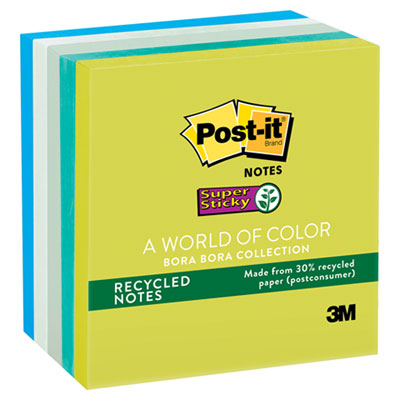 Post-it
Brand
NOTES
Super
Sticky
A WORLD OF COLOR
BORA BORA COLLECTION
RECYCLED
NOTES
Made from 30% recycled
paper (postconsumer)
3M